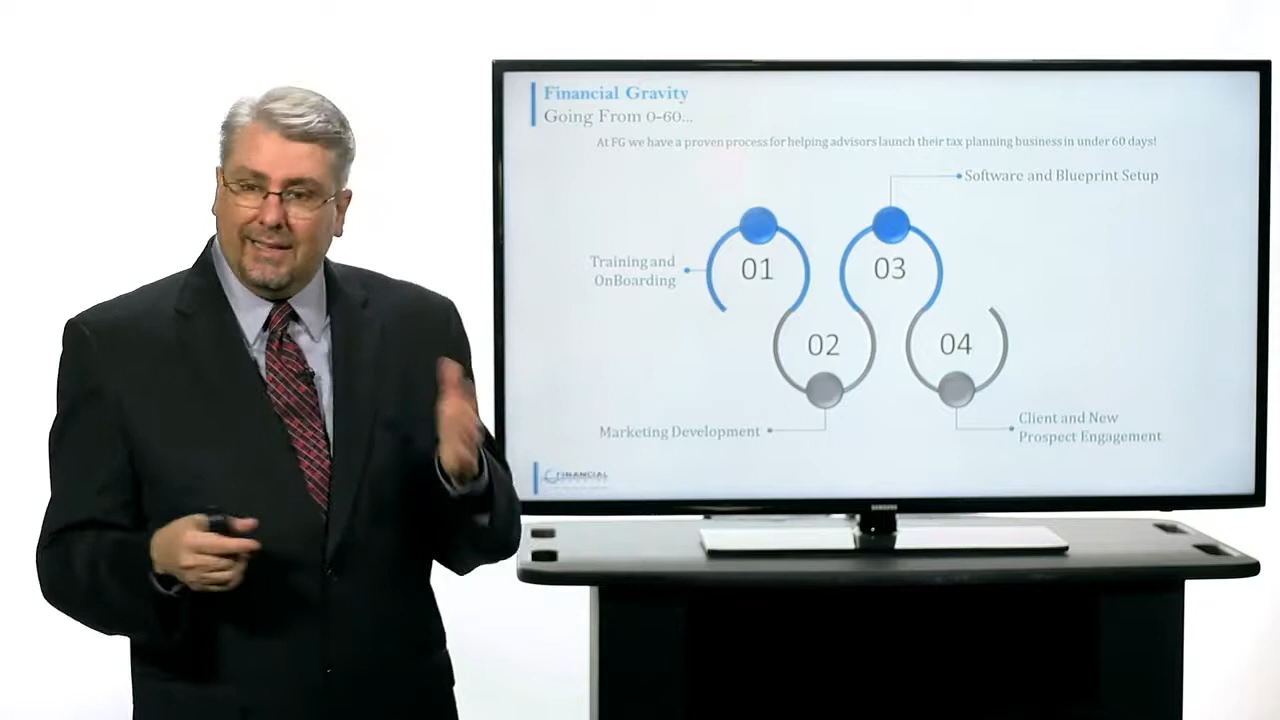 Financial Gravity
Going From 0-60...
At FG we have a proven process for helping advisors launch their tax planning business in under 60 days!
Software and Blueprint Setup
Training and
OnBoarding
01
03
02
04
Marketing Development
Client and New
Prospect Engagement
FINANCIAL
SAMSUNG